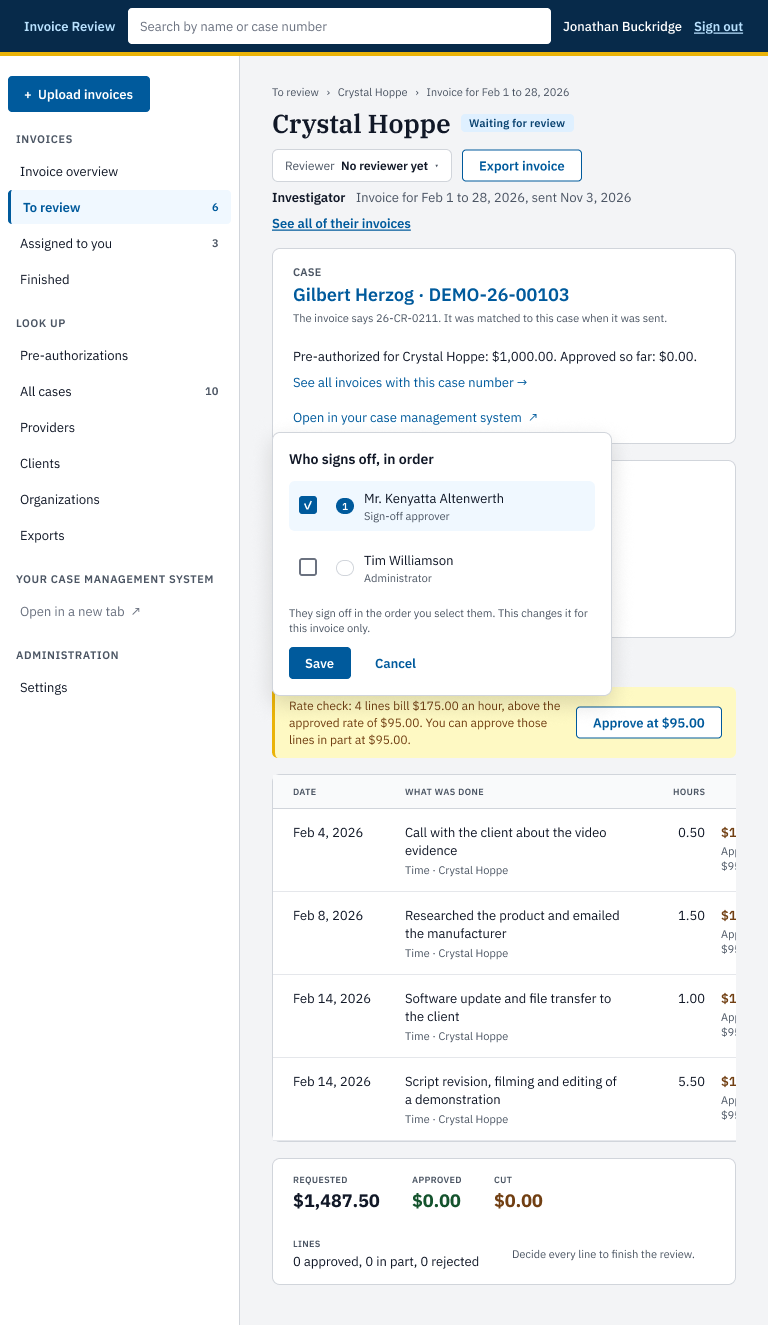 Invoice Review
Search by name or case number
Jonathan Buckridge
Sign out
+ Upload invoices
INVOICES
Invoice overview
To review 6
Assigned to you 3
Finished
LOOK UP
Pre-authorizations
All cases 10
Providers
Clients
Organizations
Exports
YOUR CASE MANAGEMENT SYSTEM
Open in a new tab ↗
ADMINISTRATION
Settings
To review › Crystal Hoppe › Invoice for Feb 1 to 28, 2026
Crystal Hoppe Waiting for review
Reviewer No reviewer yet ·
Export invoice
Investigator Invoice for Feb 1 to 28, 2026, sent Nov 3, 2026
See all of their invoices
CASE
Gilbert Herzog · DEMO-26-00103
The invoice says 26-CR-0211. It was matched to this case when it was sent.
Pre-authorized for Crystal Hoppe: $1,000.00. Approved so far: $0.00.
See all invoices with this case number →
Open in your case management system ↗
Who signs off, in order
1 Mr. Kenyatta Altenwerth
Sign-off approver
Tim Williamson
Administrator
They sign off in the order you select them. This changes it for
this invoice only.
Save Cancel
Rate check: 4 lines bill $175.00 an hour, above the
approved rate of $95.00. You can approve those
lines in part at $95.00.
Approve at $95.00
DATE WHAT WAS DONE HOURS
Feb 4, 2026 Call with the client about the video 0.50
evidence
Time · Crystal Hoppe
Feb 8, 2026 Researched the product and emailed 1.50
the manufacturer
Time · Crystal Hoppe
Feb 14, 2026 Software update and file transfer to 1.00
the client
Time · Crystal Hoppe
Feb 14, 2026 Script revision, filming and editing of 5.50
a demonstration
Time · Crystal Hoppe
REQUESTED APPROVED CUT
$1,487.50 $0.00 $0.00
LINES
0 approved, 0 in part, 0 rejected
Decide every line to finish the review.